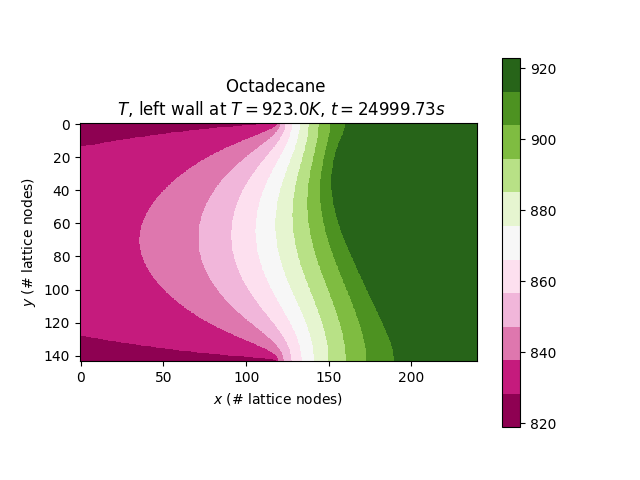 Octadecane
T, left wall at T = 923.0K, t = 24999.73s
0
20
40
60
80
100
120
140
y (# lattice nodes)
0 50 100 150 200
x (# lattice nodes)
920
900
880
860
840
820